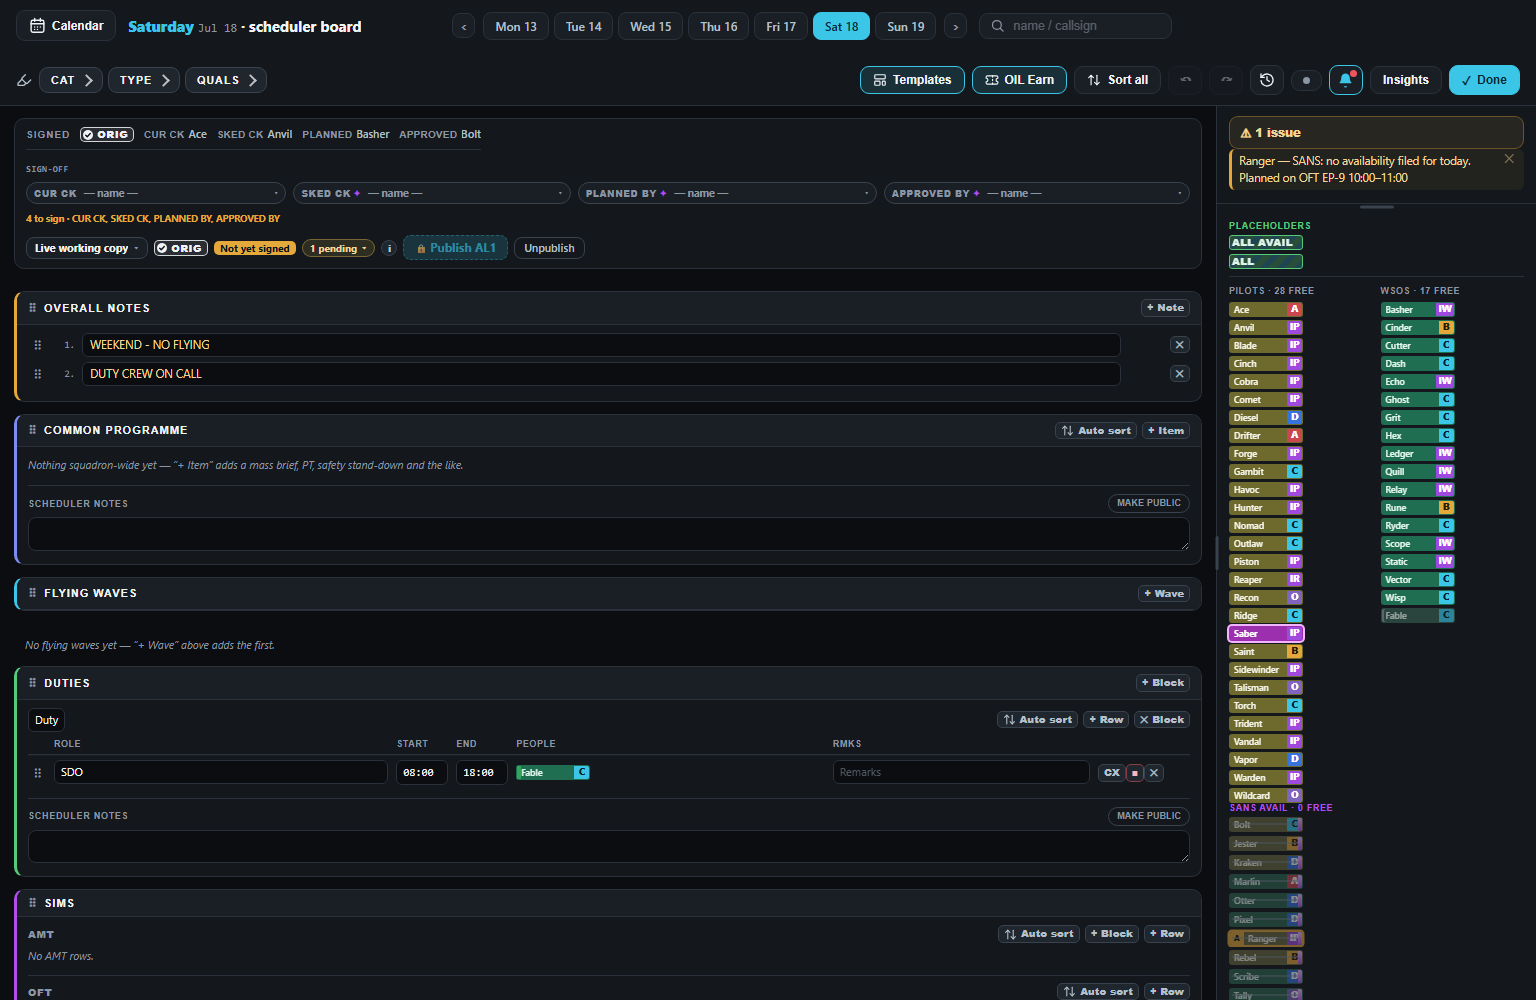 Calendar
Saturday Jul 18 · scheduler board
‹
Mon 13
Tue 14
Wed 15
Thu 16
Fri 17
Sat 18
Sun 19
›
name / callsign
CAT
TYPE
QUALS
Templates
OIL Earn
Sort all
Insights
✓ Done
SIGNED ORIG CUR CK Ace SKED CK Anvil PLANNED Basher APPROVED Bolt
SIGN-OFF
CUR CK — name —
SKED CK ✦ — name —
PLANNED BY ✦ — name —
APPROVED BY ✦ — name —
4 to sign · CUR CK, SKED CK, PLANNED BY, APPROVED BY
Live working copy
ORIG
Not yet signed
1 pending
i
Publish AL1
Unpublish
OVERALL NOTES
+ Note
1. WEEKEND - NO FLYING
2. DUTY CREW ON CALL
COMMON PROGRAMME
Auto sort
+ Item
Nothing squadron-wide yet — "+ Item" adds a mass brief, PT, safety stand-down and the like.
SCHEDULER NOTES
MAKE PUBLIC
FLYING WAVES
+ Wave
No flying waves yet — "+ Wave" above adds the first.
DUTIES
+ Block
Duty
Auto sort
+ Row
✕ Block
ROLE START END PEOPLE RMKS
SDO 08:00 18:00 Fable C Remarks CX
SCHEDULER NOTES
MAKE PUBLIC
SIMS
AMT
Auto sort
+ Block
+ Row
No AMT rows.
OFT
Auto sort
+ Row
⚠ 1 issue
Ranger — SANS: no availability filed for today.
Planned on OFT EP-9 10:00–11:00
PLACEHOLDERS
ALL AVAIL
ALL
PILOTS · 28 FREE
Ace A
Anvil IP
Blade IP
Cinch IP
Cobra IP
Comet IP
Diesel D
Drifter A
Forge IP
Gambit C
Havoc IP
Hunter IP
Nomad C
Outlaw C
Piston IP
Reaper IR
Recon O
Ridge C
Saber IP
Saint B
Sidewinder IP
Talisman O
Torch C
Trident IP
Vandal IP
Vapor D
Warden IP
Wildcard O
WSOS · 17 FREE
Basher IW
Cinder B
Cutter C
Dash C
Echo IW
Ghost C
Grit C
Hex C
Ledger IW
Quill IW
Relay IW
Rune B
Ryder C
Scope IW
Static IW
Vector C
Wisp C
Fable C
SANS AVAIL · 0 FREE
Bolt C
Jester B
Kraken D
Marlin A
Otter D
Pixel D
A Ranger IP
Rebel B
Scribe D
Tally O